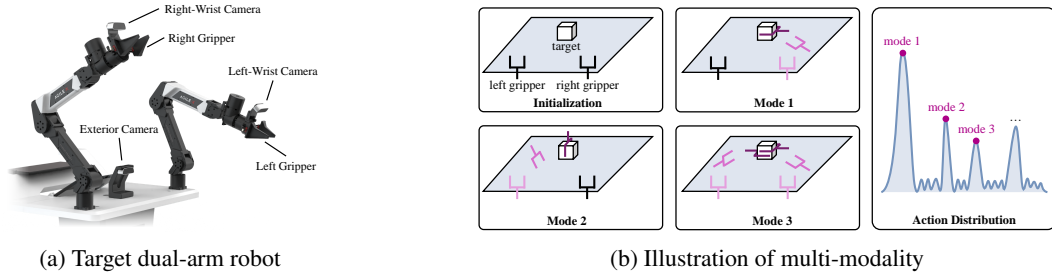 Right-Wrist Camera
Right Gripper
Left-Wrist Camera
Exterior Camera
Left Gripper
(a) Target dual-arm robot
target
left gripper
right gripper
Initialization
Mode 1
Mode 2
Mode 3
mode 1
mode 2
mode 3
...
Action Distribution
(b) Illustration of multi-modality